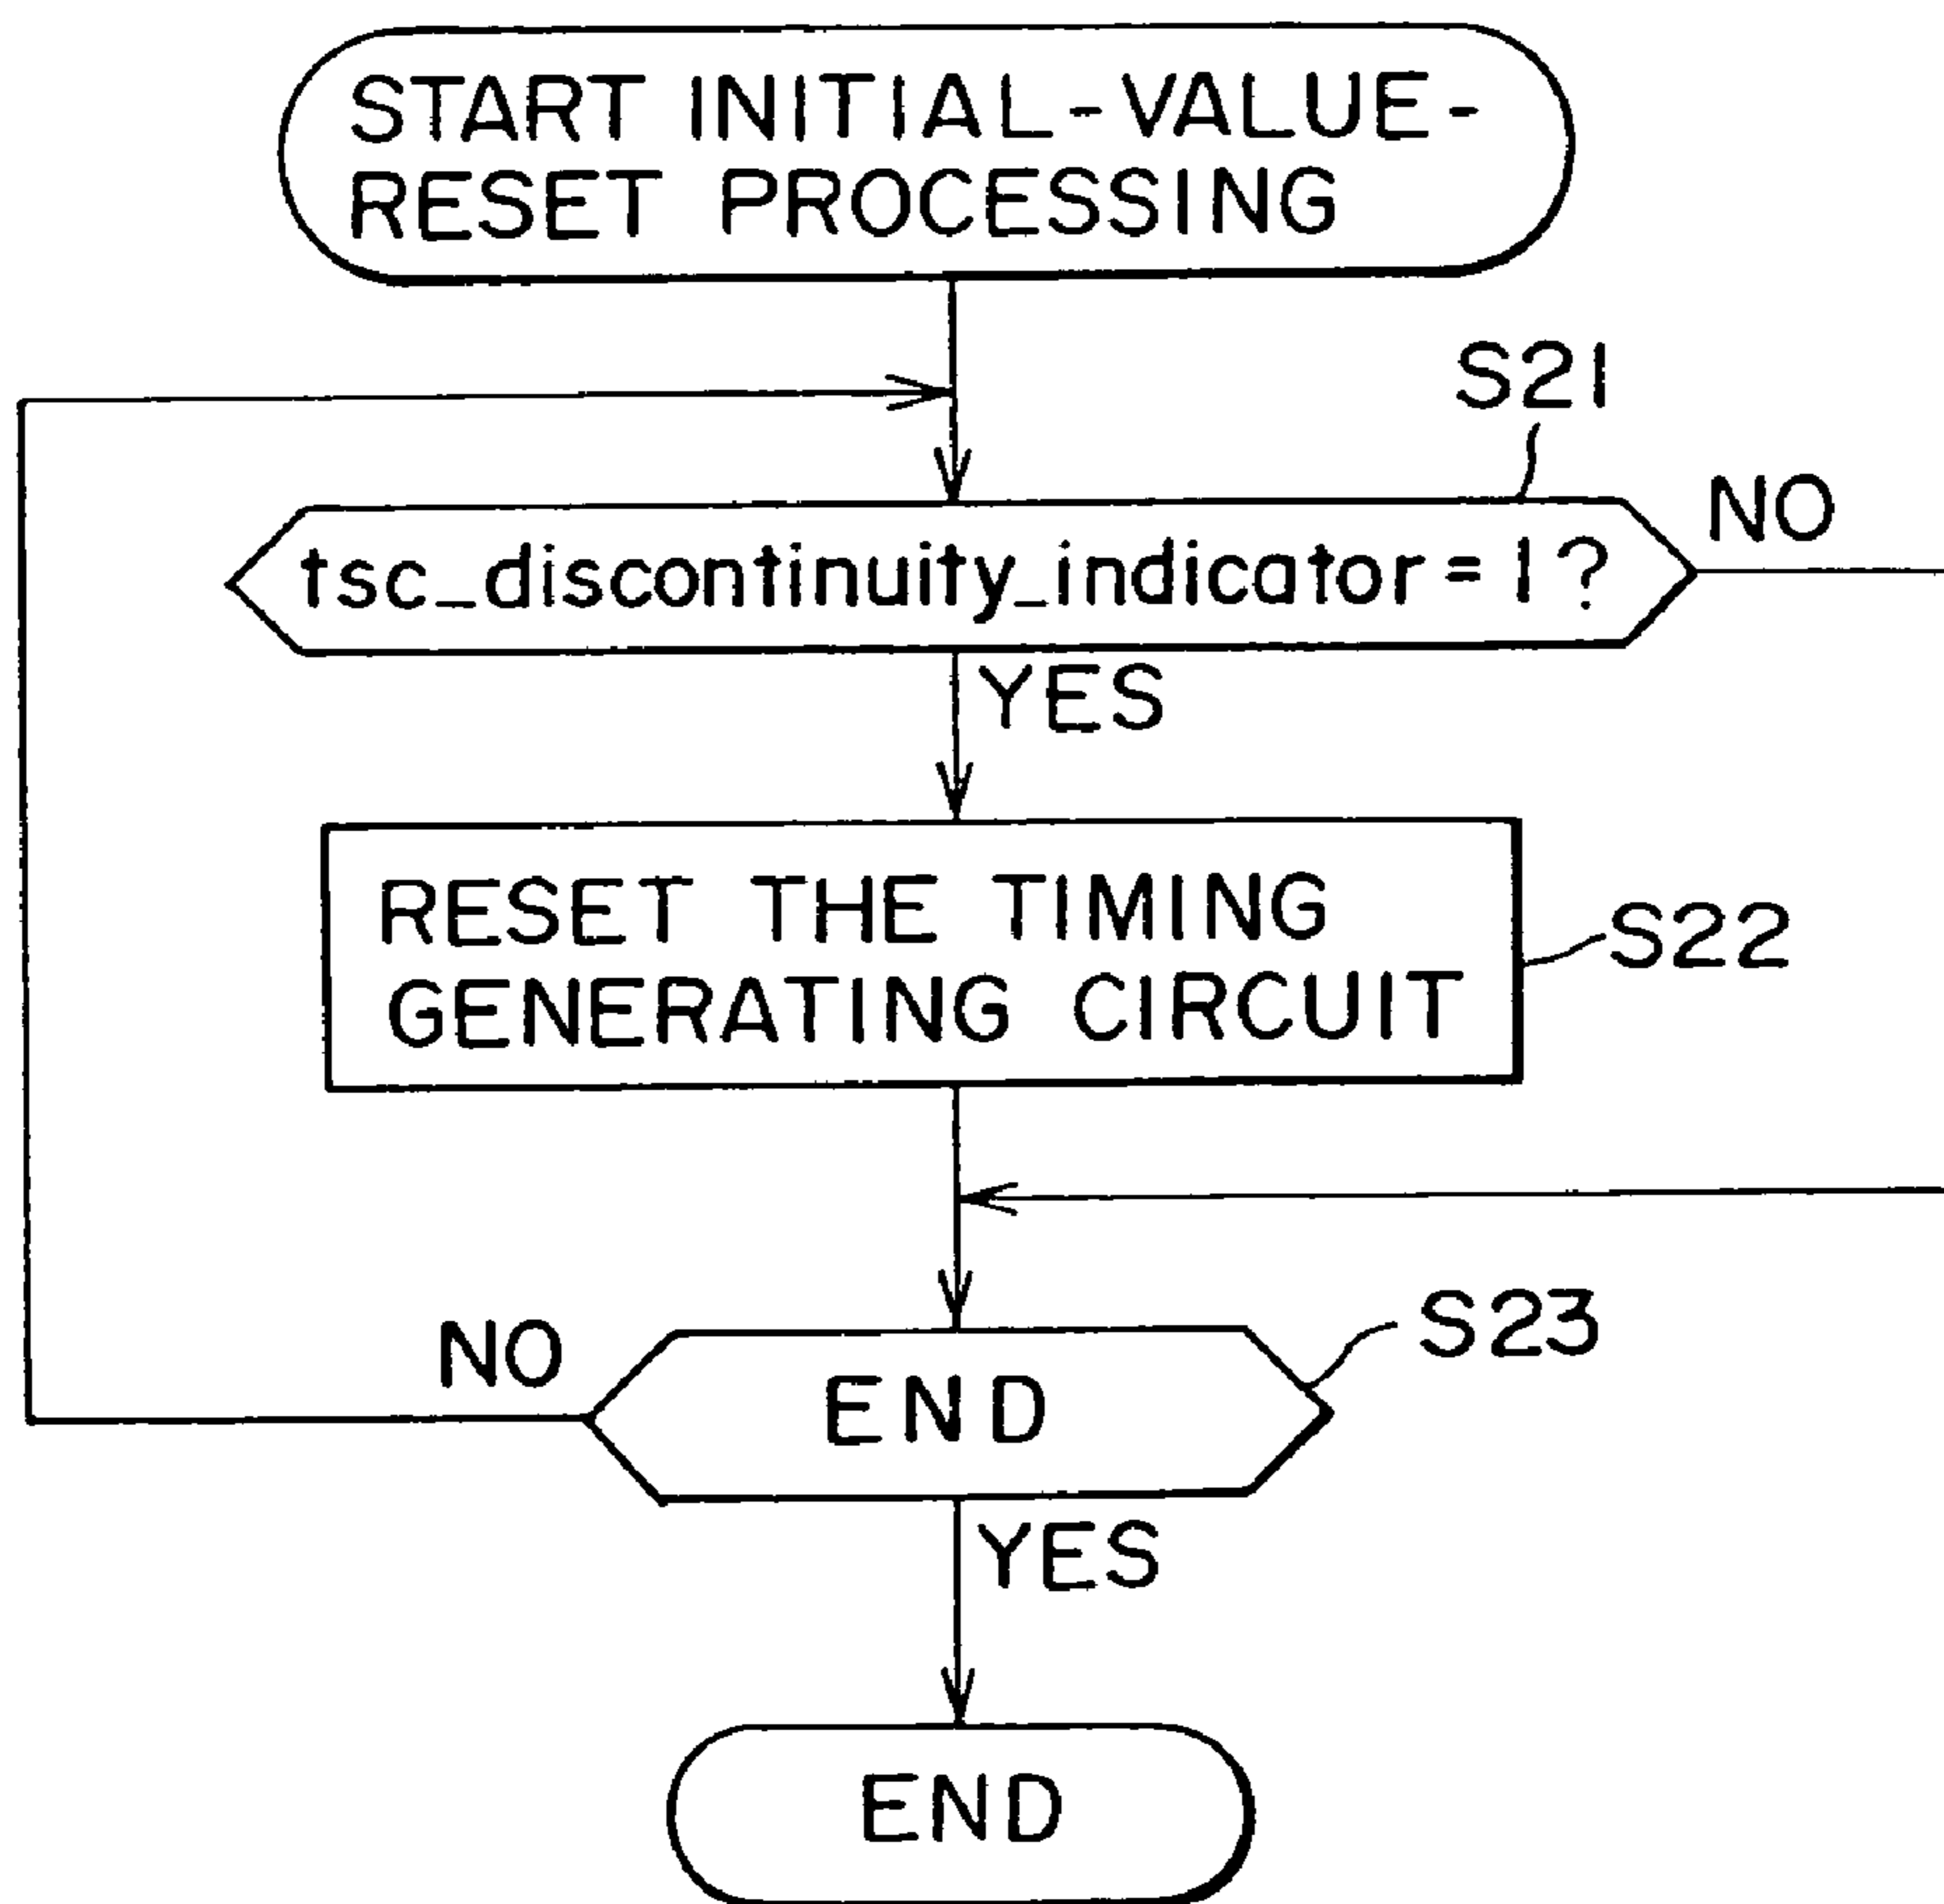 START INITIAL-VALUE-
RESET PROCESSING
S21
NO
tsc_discontinuity_indicator = 1 ?
YES
RESET THE TIMING
GENERATING CIRCUIT
S22
NO
S23
END
YES
END